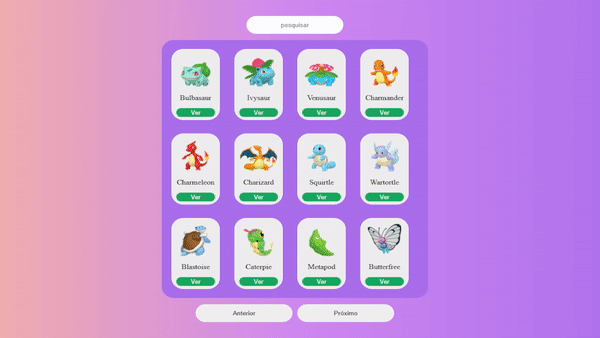 pesquisar
Bulbasaur
Ivysaur
Venusaur
Charmander
Ver
Ver
Ver
Ver
Charmeleon
Charizard
Squirtle
Wartortle
Ver
Ver
Ver
Ver
Blastoise
Caterpie
Metapod
Butterfree
Ver
Ver
Ver
Ver
Anterior
Próximo